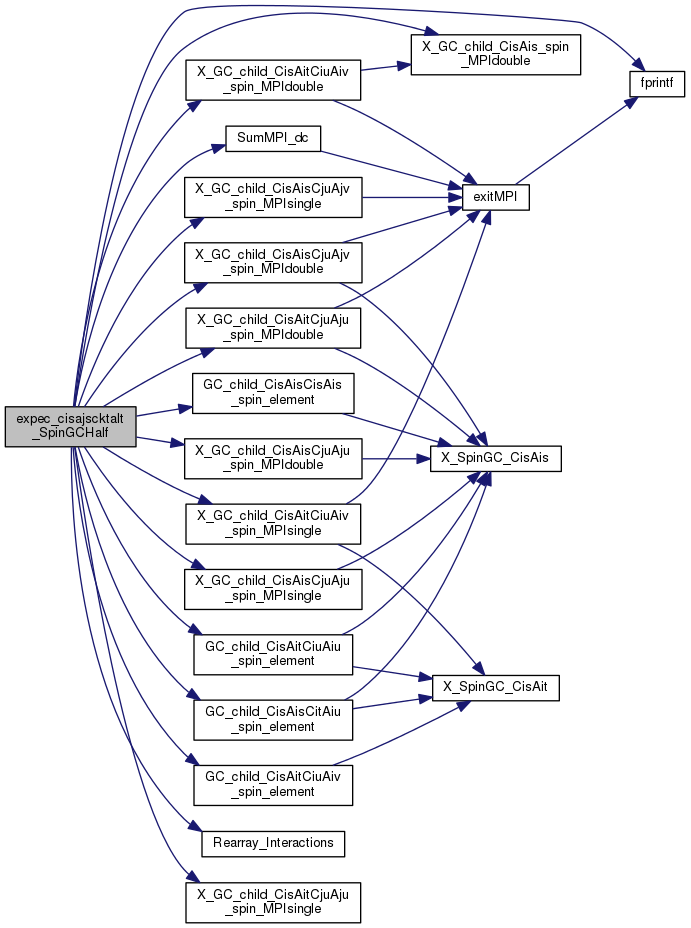 X_GC_child_CisAis_spin
_MPIdouble
X_GC_child_CisAitCiuAiv
_spin_MPIdouble
fprintf
SumMPI_dc
X_GC_child_CisAisCjuAjv
_spin_MPIsingle
exitMPI
X_GC_child_CisAisCjuAjv
_spin_MPIdouble
X_GC_child_CisAitCjuAju
_spin_MPIdouble
GC_child_CisAisCisAis
_spin_element
expec_cisajscktalt
_SpinGCHalf
X_GC_child_CisAisCjuAju
_spin_MPIdouble
X_SpinGC_CisAis
X_GC_child_CisAitCiuAiv
_spin_MPIsingle
X_GC_child_CisAisCjuAju
_spin_MPIsingle
GC_child_CisAitCiuAiu
_spin_element
X_SpinGC_CisAit
GC_child_CisAisCitAiu
_spin_element
GC_child_CisAitCiuAiv
_spin_element
Rearray_Interactions
X_GC_child_CisAitCjuAju
_spin_MPIsingle